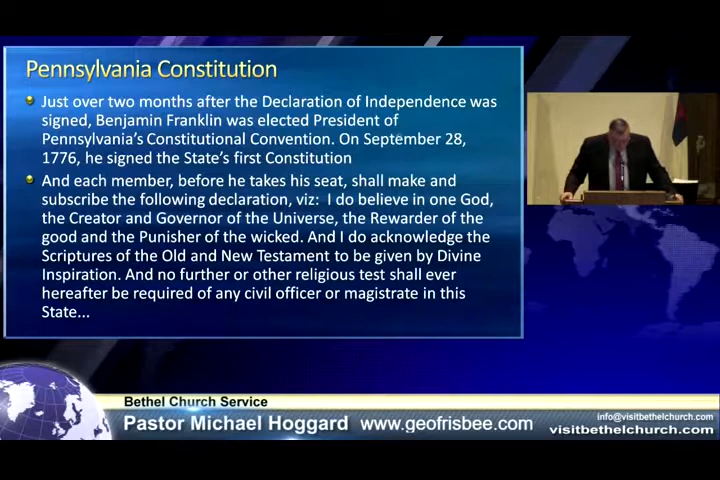 Pennsylvania Constitution
Just over two months after the Declaration of Independence was
signed, Benjamin Franklin was elected President of
Pennsylvania's Constitutional Convention. On September 28,
1776, he signed the State's first Constitution
And each member, before he takes his seat, shall make and
subscribe the following declaration, viz: I do believe in one God,
the Creator and Governor of the Universe, the Rewarder of the
good and the Punisher of the wicked. And I do acknowledge the
Scriptures of the Old and New Testament to be given by Divine
Inspiration. And no further or other religious test shall ever
hereafter be required of any civil officer or magistrate in this
State...
Bethel Church Service
Pastor Michael Hoggard www.geofrisbee.com
info@visitbethelchurch.com
visitbethelchurch.com